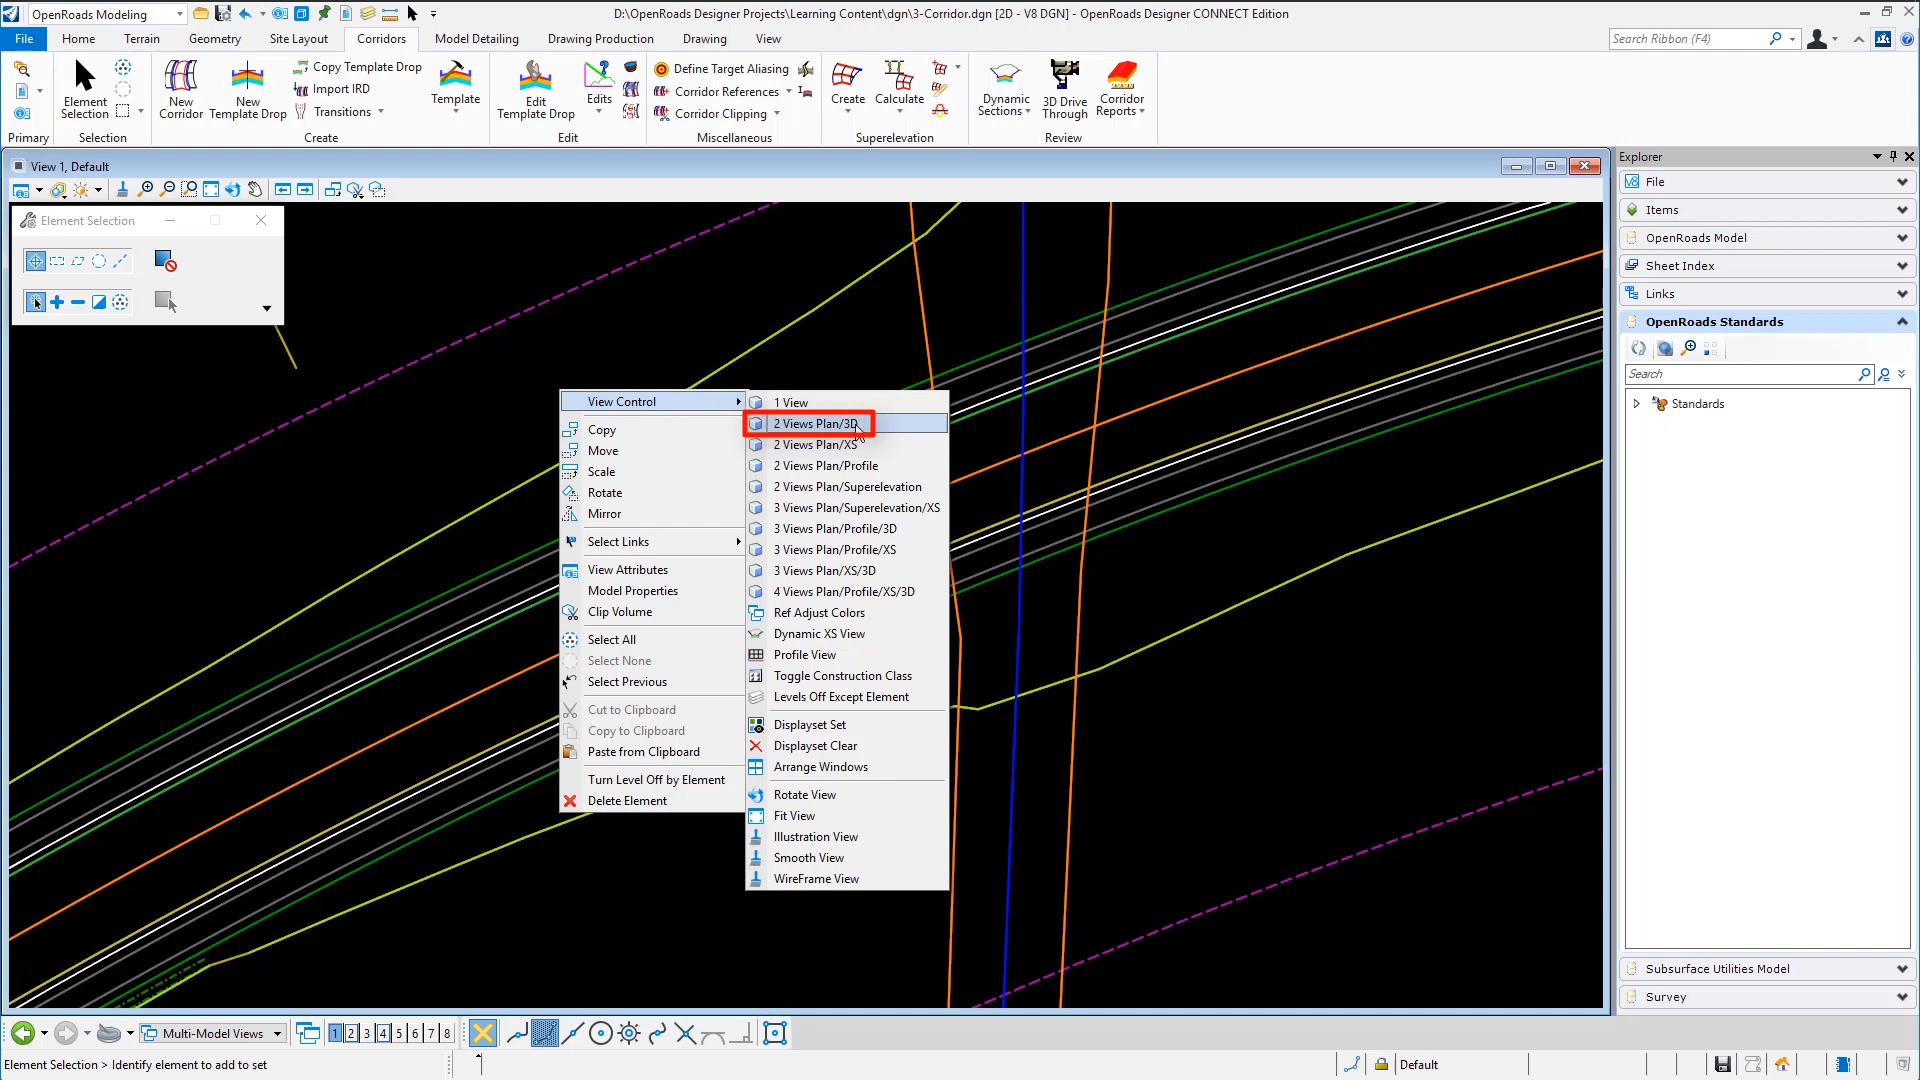 OpenRoads Modeling
D:\OpenRoads Designer Projects\Learning Content\dgn\3-Corridor.dgn [2D - V8 DGN] - OpenRoads Designer CONNECT Edition
File
Home
Terrain
Geometry
Site Layout
Corridors
Model Detailing
Drawing Production
Drawing
View
Search Ribbon (F4)
Element Selection
New Corridor
New Template Drop
Copy Template Drop
Import IRD
Transitions
Template
Edit Template Drop
Edits
Define Target Aliasing
Corridor References
Corridor Clipping
Create
Calculate
Dynamic Sections
3D Drive Through
Corridor Reports
Primary
Selection
Create
Edit
Miscellaneous
Superelevation
Review
View 1, Default
Element Selection
View Control
Copy
Move
Scale
Rotate
Mirror
Select Links
View Attributes
Model Properties
Clip Volume
Select All
Select None
Select Previous
Cut to Clipboard
Copy to Clipboard
Paste from Clipboard
Turn Level Off by Element
Delete Element
1 View
2 Views Plan/3D
2 Views Plan/XS
2 Views Plan/Profile
2 Views Plan/Superelevation
3 Views Plan/Superelevation/XS
3 Views Plan/Profile/3D
3 Views Plan/Profile/XS
3 Views Plan/XS/3D
4 Views Plan/Profile/XS/3D
Ref Adjust Colors
Dynamic XS View
Profile View
Toggle Construction Class
Levels Off Except Element
Displayset Set
Displayset Clear
Arrange Windows
Rotate View
Fit View
Illustration View
Smooth View
WireFrame View
Explorer
File
Items
OpenRoads Model
Sheet Index
Links
OpenRoads Standards
Search
Standards
Subsurface Utilities Model
Survey
Multi-Model Views
1 2 3 4 5 6 7 8
Element Selection > Identify element to add to set
Default